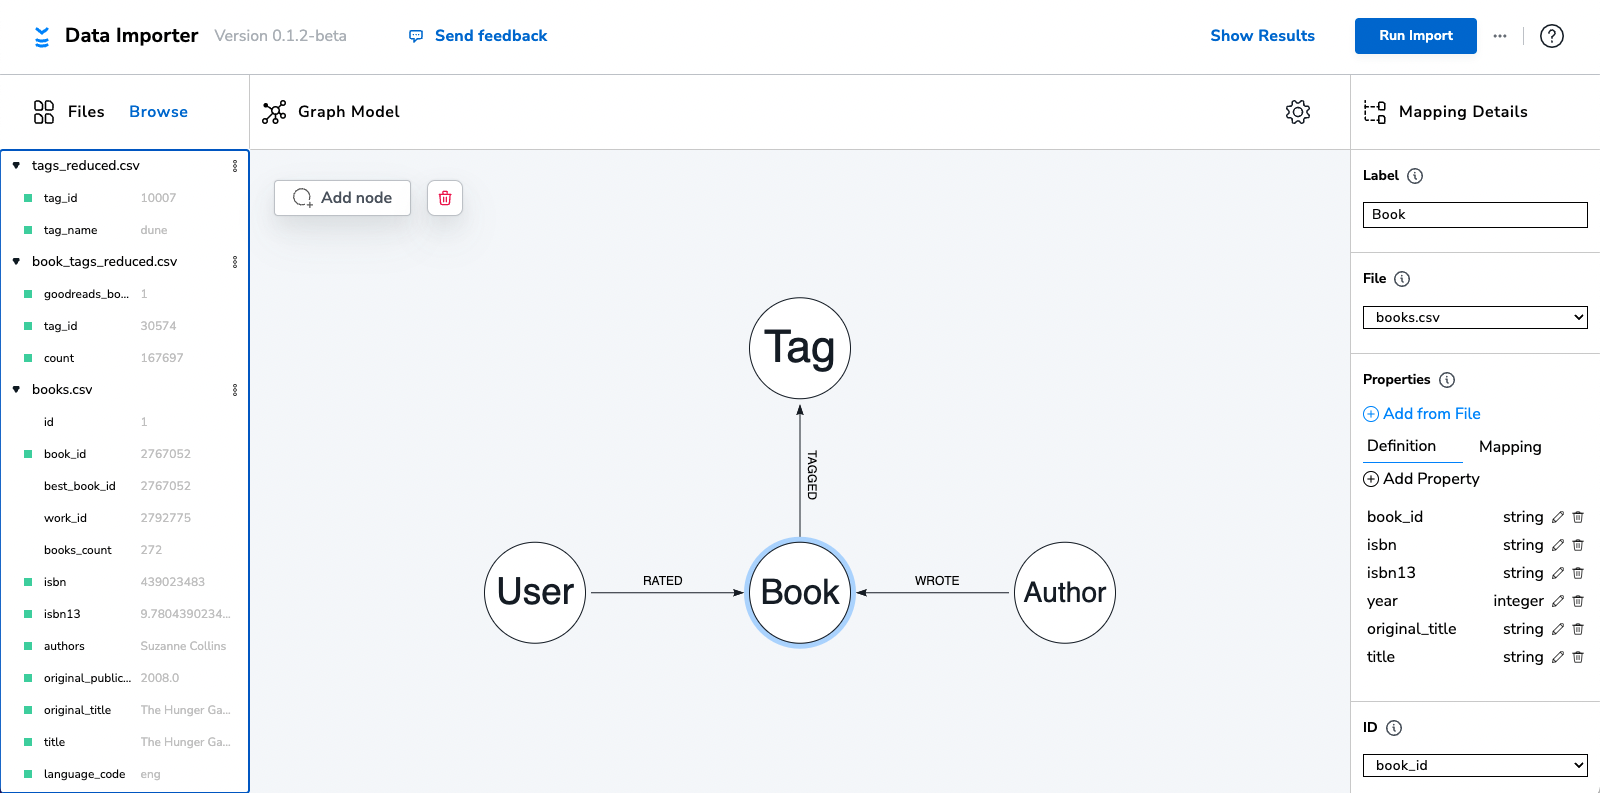 Data Importer Version 0.1.2-beta Send feedback Show Results Run Import ... ?
Files Browse
tags_reduced.csv
tag_id 10007
tag_name dune
book_tags_reduced.csv
goodreads_bo... 1
tag_id 30574
count 167697
books.csv
id 1
book_id 2767052
best_book_id 2767052
work_id 2792775
books_count 272
isbn 439023483
isbn13 9.7804390234...
authors Suzanne Collins
original_public... 2008.0
original_title The Hunger Ga...
title The Hunger Ga...
language_code eng
Graph Model
Add node
Tag
TAGGED
User
RATED
Book
WROTE
Author
Mapping Details
Label i
Book
File i
books.csv
Properties i
Add from File
Definition Mapping
Add Property
book_id string
isbn string
isbn13 string
year integer
original_title string
title string
ID i
book_id